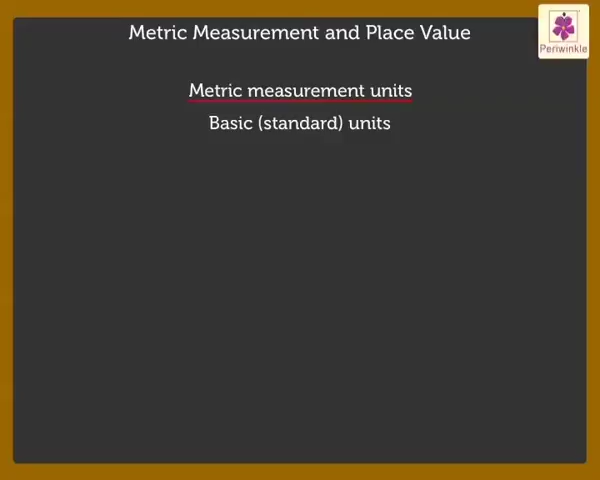 Metric Measurement and Place Value
Periwinkle
Metric measurement units
Basic (standard) units